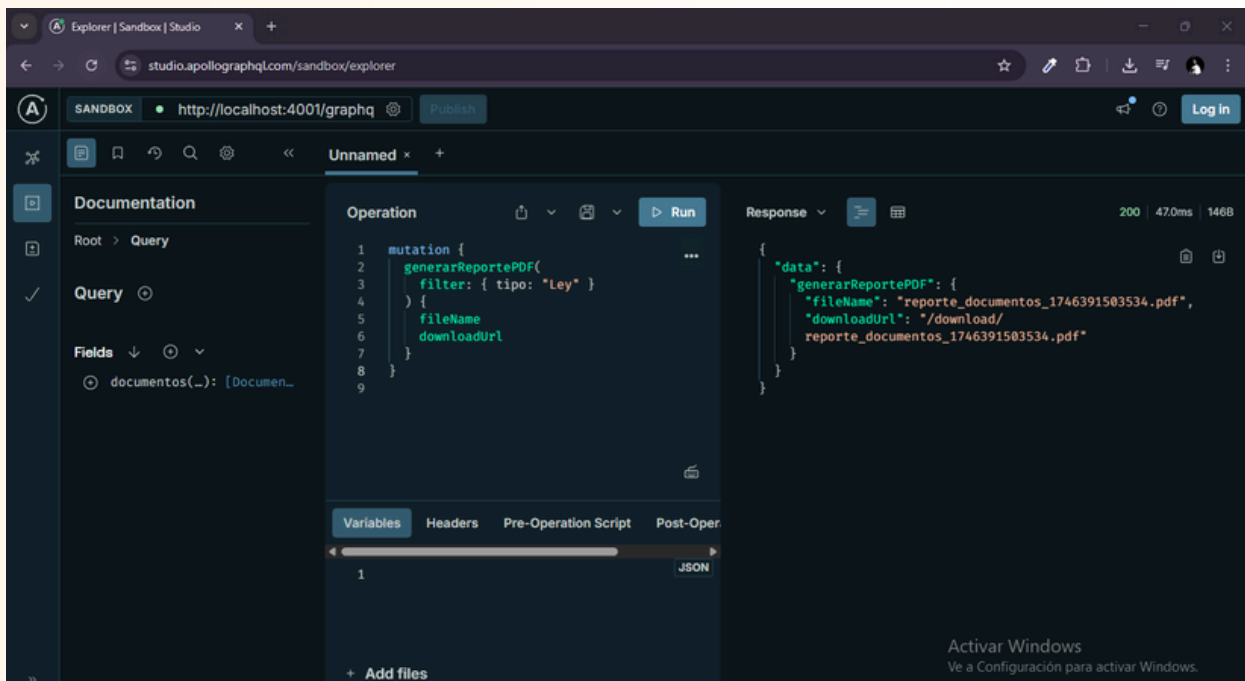 Explorer | Sandbox | Studio
studio.apollographql.com/sandbox/explorer
SANDBOX http://localhost:4001/graphq Publish Log in
Unnamed
Documentation
Root > Query
Query
Fields
documentos(…): [Documen…
Operation Run
1 mutation {
2 generarReportePDF(
3 filter: { tipo: "Ley" }
4 ) {
5 fileName
6 downloadUrl
7 }
8 }
9
Variables Headers Pre-Operation Script Post-Oper
JSON
1
+ Add files
Response 200 47.0ms 146B
{
"data": {
"generarReportePDF": {
"fileName": "reporte_documentos_1746391503534.pdf",
"downloadUrl": "/download/
reporte_documentos_1746391503534.pdf"
}
}
}
Activar Windows
Ve a Configuración para activar Windows.